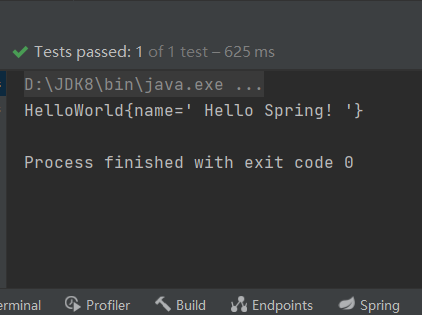 Tests passed: 1 of 1 test – 625 ms
D:\JDK8\bin\java.exe ...
HelloWorld{name=' Hello Spring! '}
Process finished with exit code 0
erminal Profiler Build Endpoints Spring